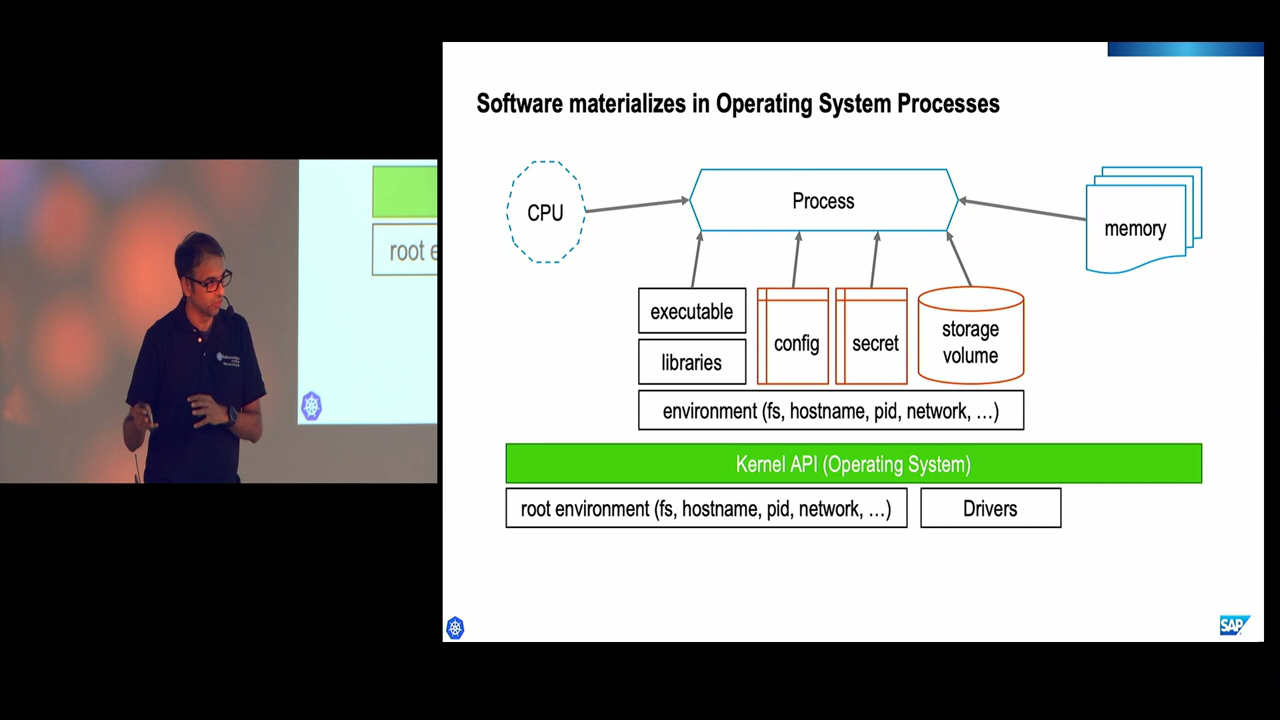 Software materializes in Operating System Processes
CPU
Process
memory
executable
libraries
config
secret
storage
volume
environment (fs, hostname, pid, network, …)
Kernel API (Operating System)
root environment (fs, hostname, pid, network, …)
Drivers
SAP
root e